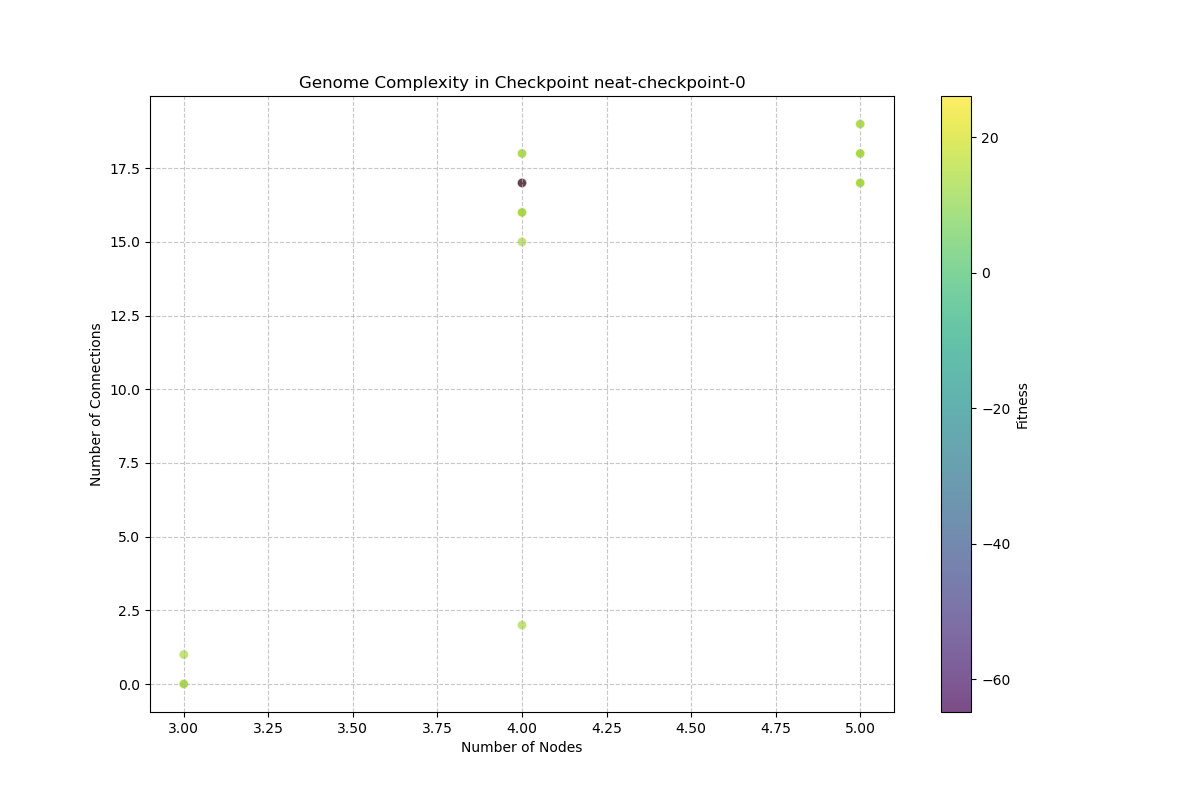 Genome Complexity in Checkpoint neat-checkpoint-0
17.5
15.0
12.5
10.0
7.5
5.0
2.5
0.0
Number of Connections
3.00 3.25 3.50 3.75 4.00 4.25 4.50 4.75 5.00
Number of Nodes
20
0
−20
−40
−60
Fitness